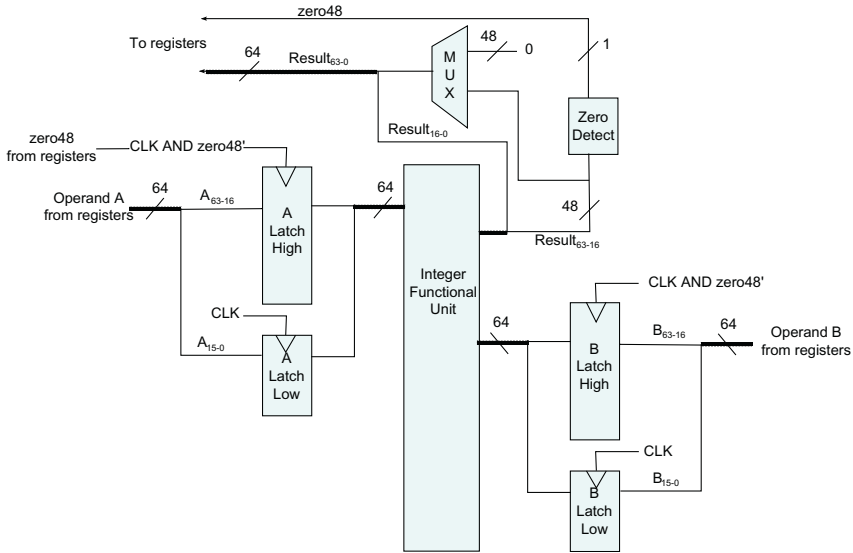 zero48
To registers
64
Result63-0
M
U
X
48
0
1
Zero
Detect
Result16-0
zero48
from registers
CLK AND zero48'
Operand A
from registers
64
A63-16
A
Latch
High
64
Integer
Functional
Unit
48
Result63-16
CLK
A15-0
A
Latch
Low
64
CLK AND zero48'
B
Latch
High
B63-16
64
Operand B
from registers
CLK
B15-0
B
Latch
Low